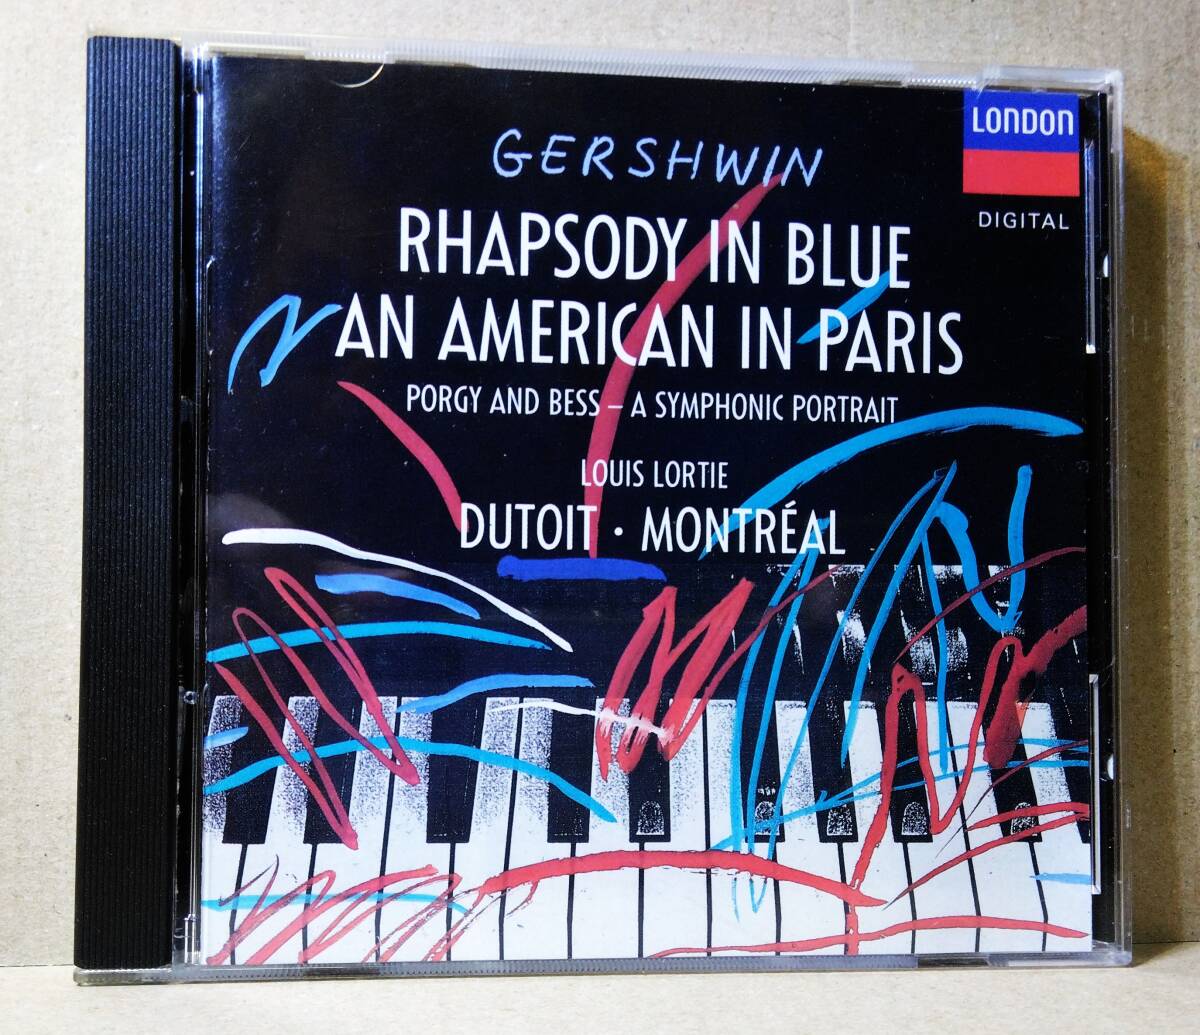 GERSHWIN
LONDON
DIGITAL
RHAPSODY IN BLUE
AN AMERICAN IN PARIS
PORGY AND BESS – A SYMPHONIC PORTRAIT
LOUIS LORTIE
DUTOIT · MONTRÉAL